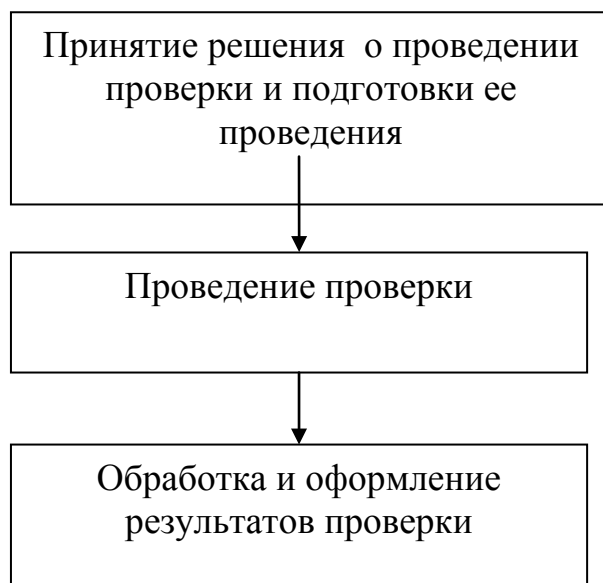 Принятие решения о проведении
проверки и подготовки ее
проведения
Проведение проверки
Обработка и оформление
результатов проверки